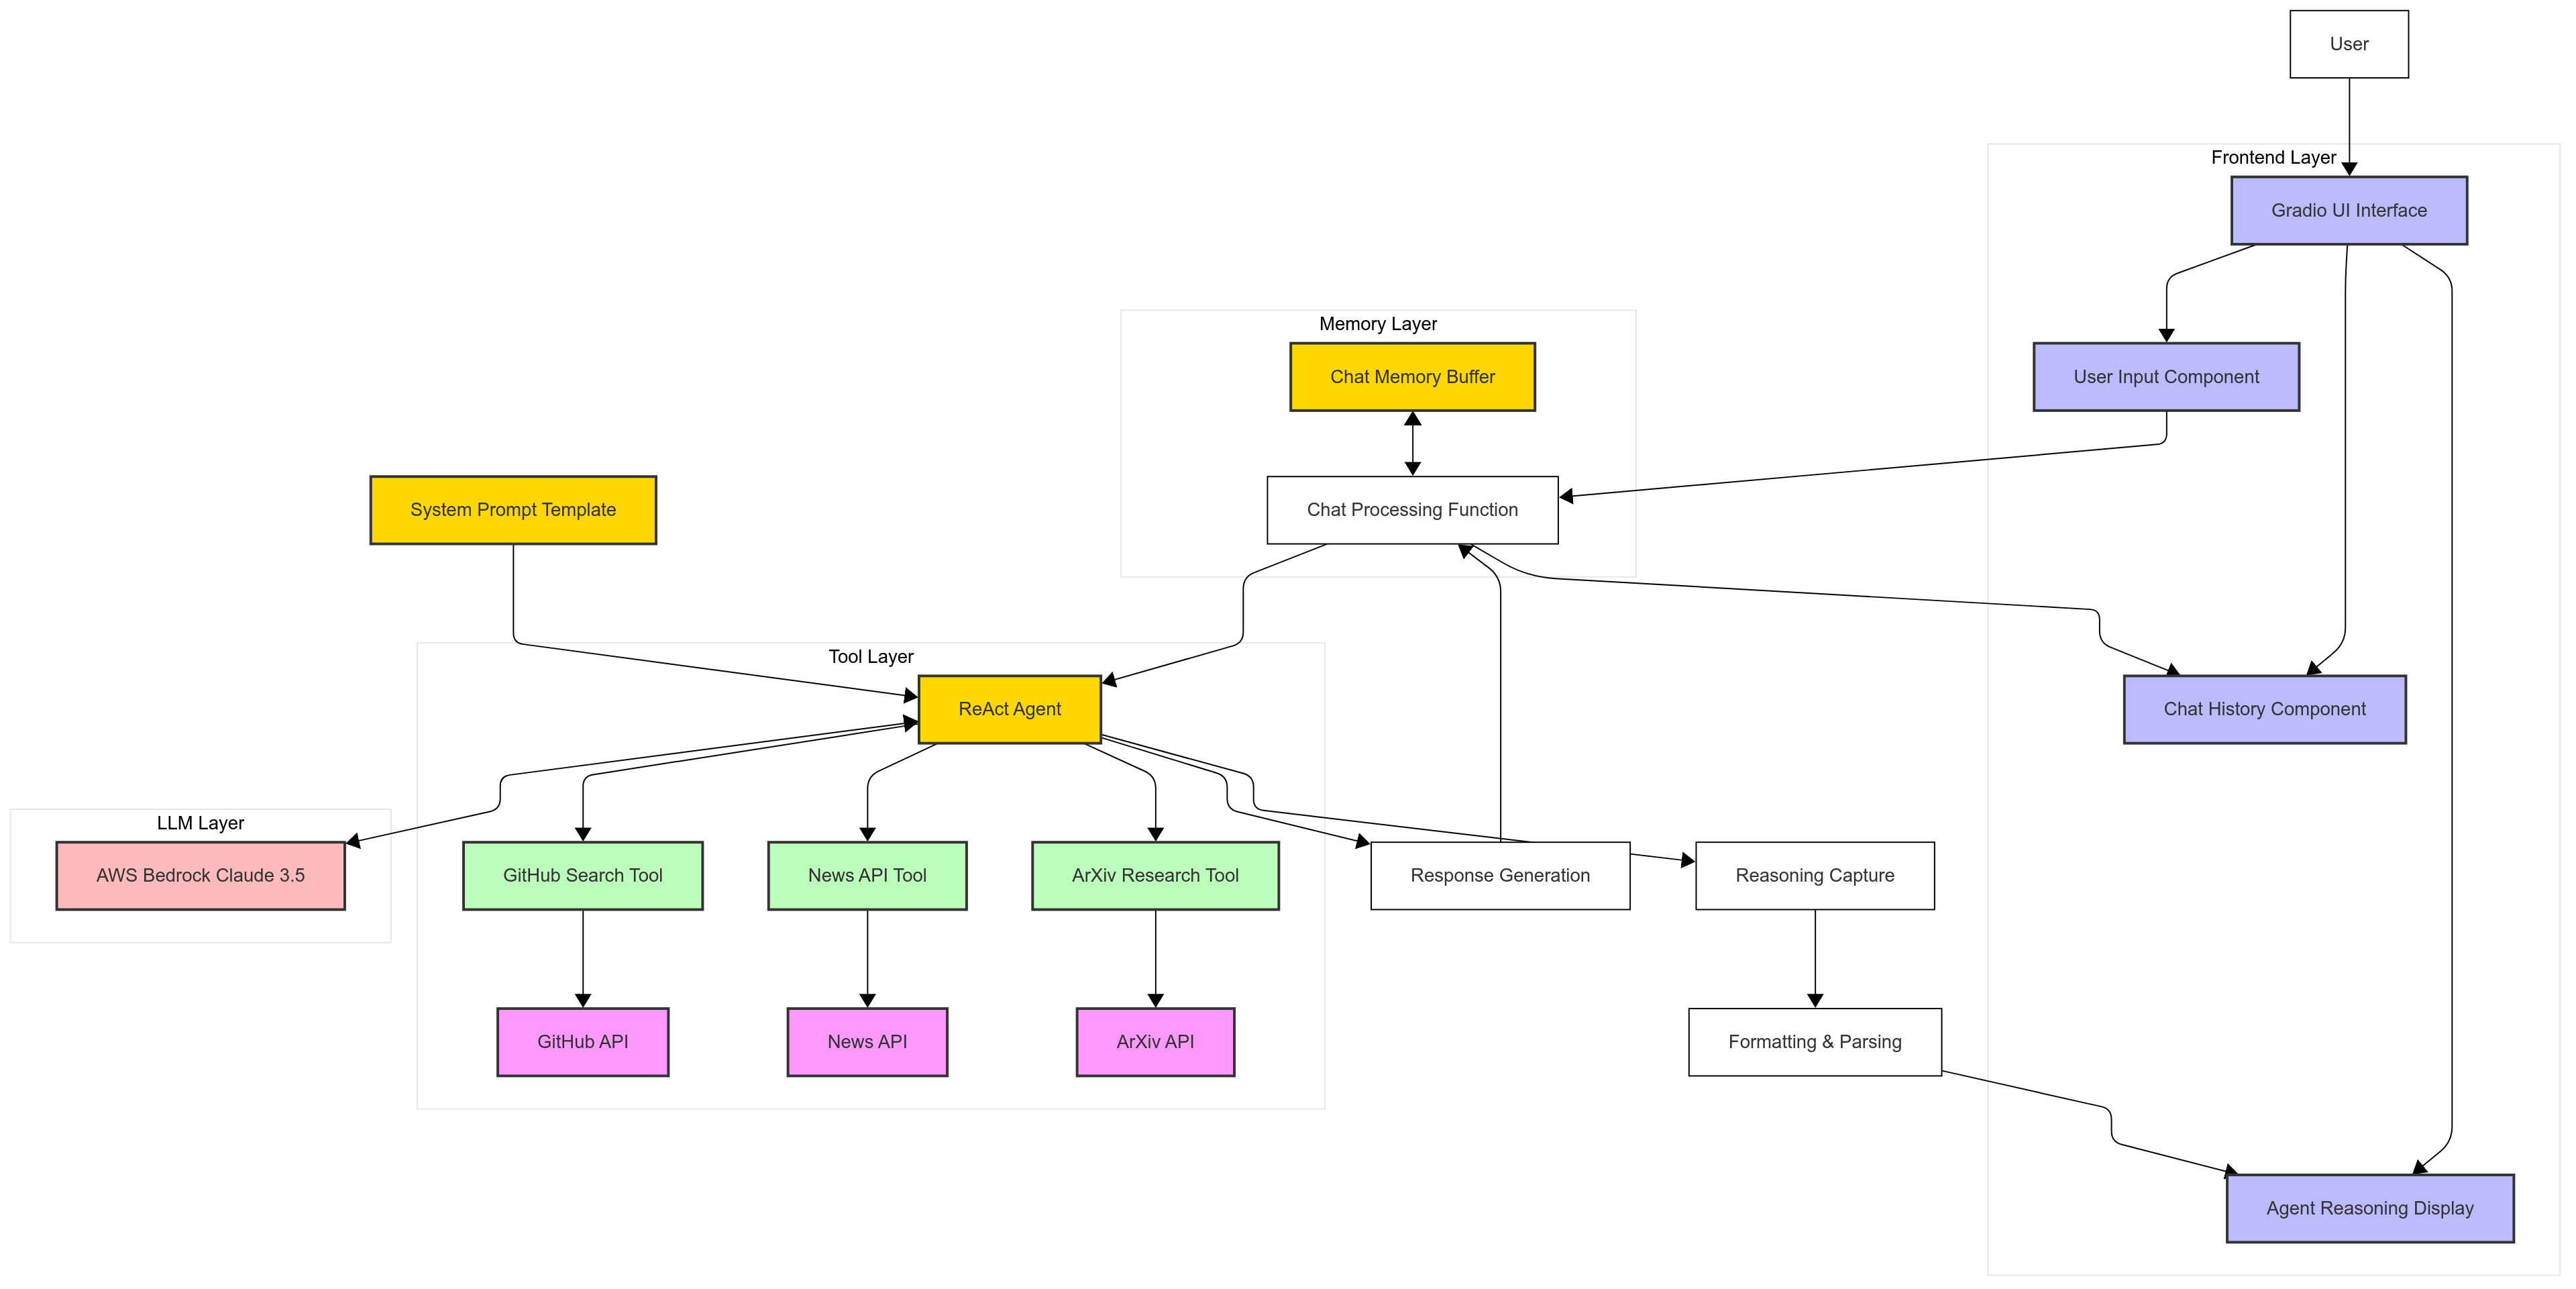 User
Frontend Layer
Gradio UI Interface
Memory Layer
Chat Memory Buffer
User Input Component
System Prompt Template
Chat Processing Function
Tool Layer
ReAct Agent
Chat History Component
LLM Layer
AWS Bedrock Claude 3.5
GitHub Search Tool
News API Tool
ArXiv Research Tool
Response Generation
Reasoning Capture
GitHub API
News API
ArXiv API
Formatting & Parsing
Agent Reasoning Display